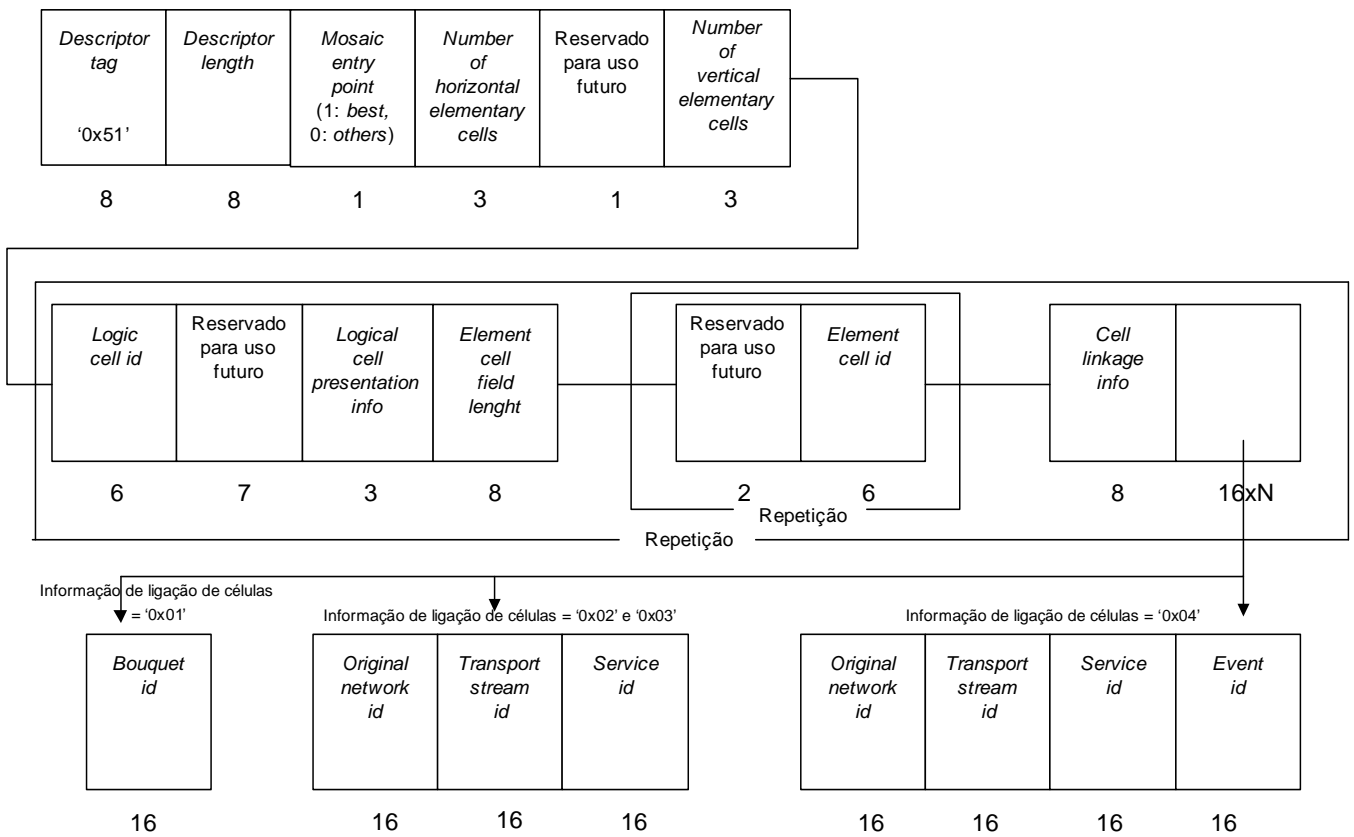 Descriptor
tag
‘0x51’
Descriptor
length
Mosaic
entry
point
(1: best,
0: others)
Number
of
horizontal
elementary
cells
Reservado
para uso
futuro
Number
of
vertical
elementary
cells
8
8
1
3
1
3
Logic
cell id
Reservado
para uso
futuro
Logical
cell
presentation
info
Element
cell
field
lenght
Reservado
para uso
futuro
Element
cell id
Cell
linkage
info
6
7
3
8
2
6
8
16xN
Repetição
Repetição
Informação de ligação de células
= ‘0x01’
Informação de ligação de células = ‘0x02’ e ‘0x03’
Informação de ligação de células = ‘0x04’
Bouquet
id
Original
network
id
Transport
stream
id
Service
id
Original
network
id
Transport
stream
id
Service
id
Event
id
16
16
16
16
16
16
16
16